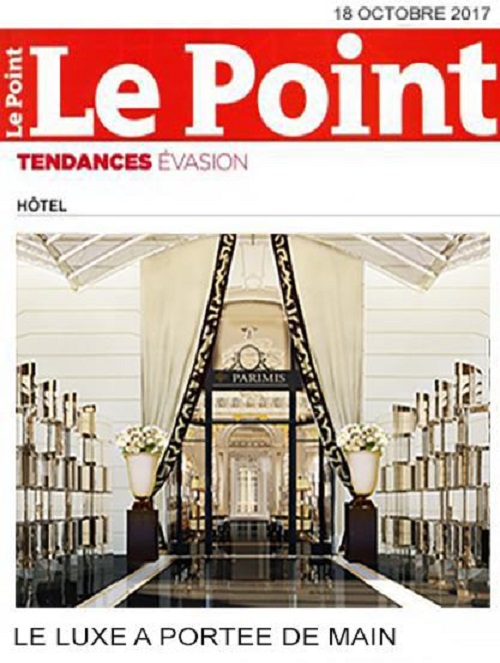 18 OCTOBRE 2017
Le Point
Le Point
TENDANCES ÉVASION
HÔTEL
PARIMIS
LE LUXE A PORTEE DE MAIN